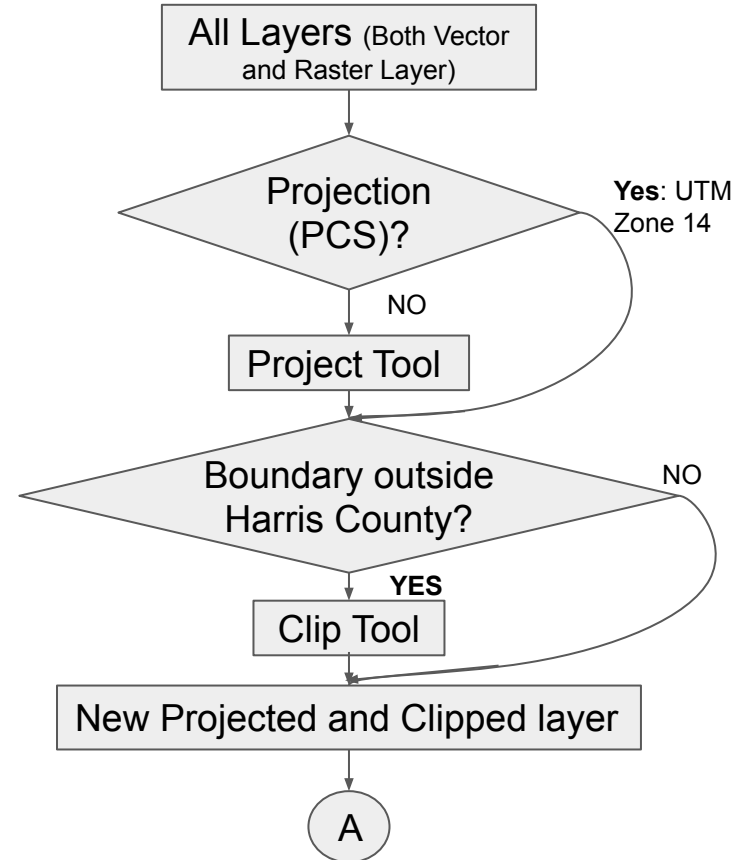 All Layers (Both Vector
and Raster Layer)
Projection
(PCS)?
Yes: UTM
Zone 14
NO
Project Tool
Boundary outside
Harris County?
NO
YES
Clip Tool
New Projected and Clipped layer
A